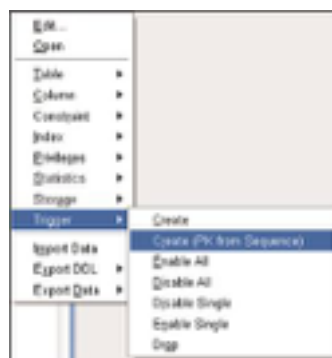 Edit...
Open
Table
Column
Constraint
Index
Privileges
Statistics
Storage
Trigger
Import Data
Export DDL
Export Data
Create
Create (PK from Sequence)
Enable All
Disable All
Disable Single
Enable Single
Drop